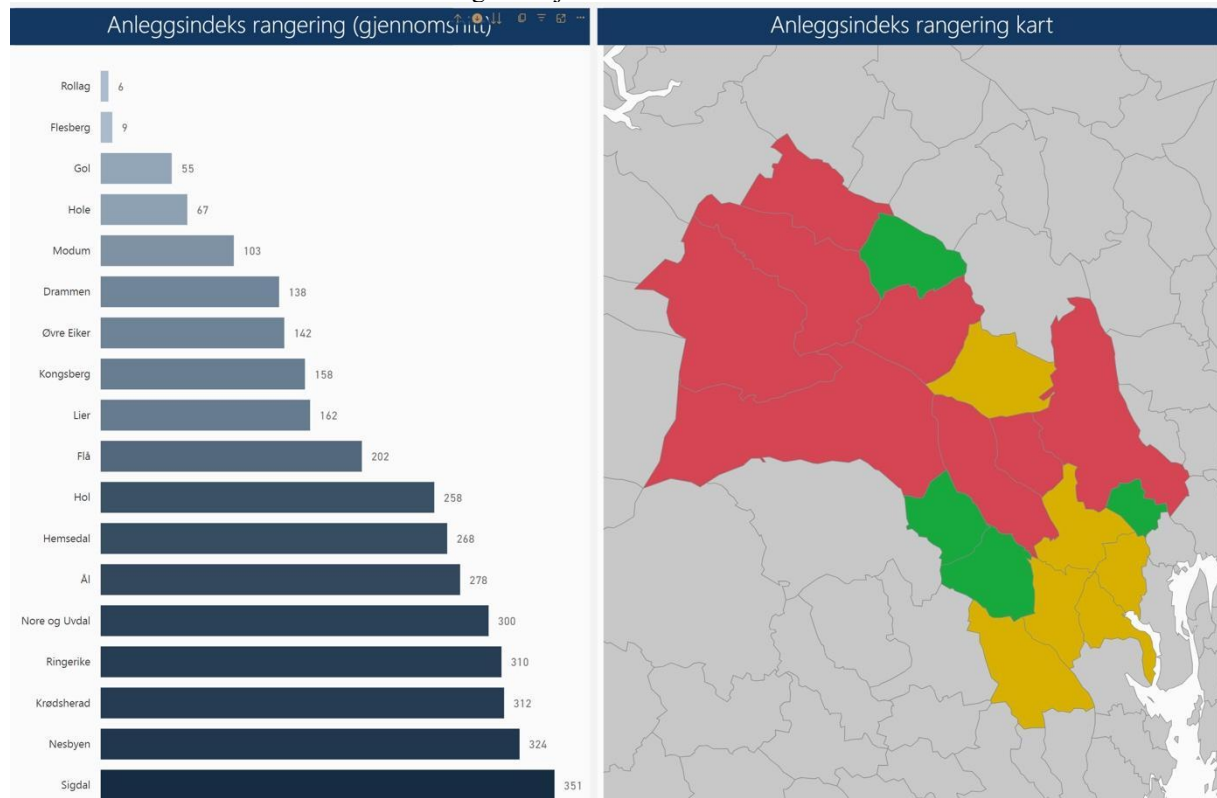 Anleggsindeks rangering (gjennomsnitt)
Rollag 6
Flesberg 9
Gol 55
Hole 67
Modum 103
Drammen 138
Øvre Eiker 142
Kongsberg 158
Lier 162
Flå 202
Hol 258
Hemsedal 268
Ål 278
Nore og Uvdal 300
Ringerike 310
Krødsherad 312
Nesbyen 324
Sigdal 351
Anleggsindeks rangering kart